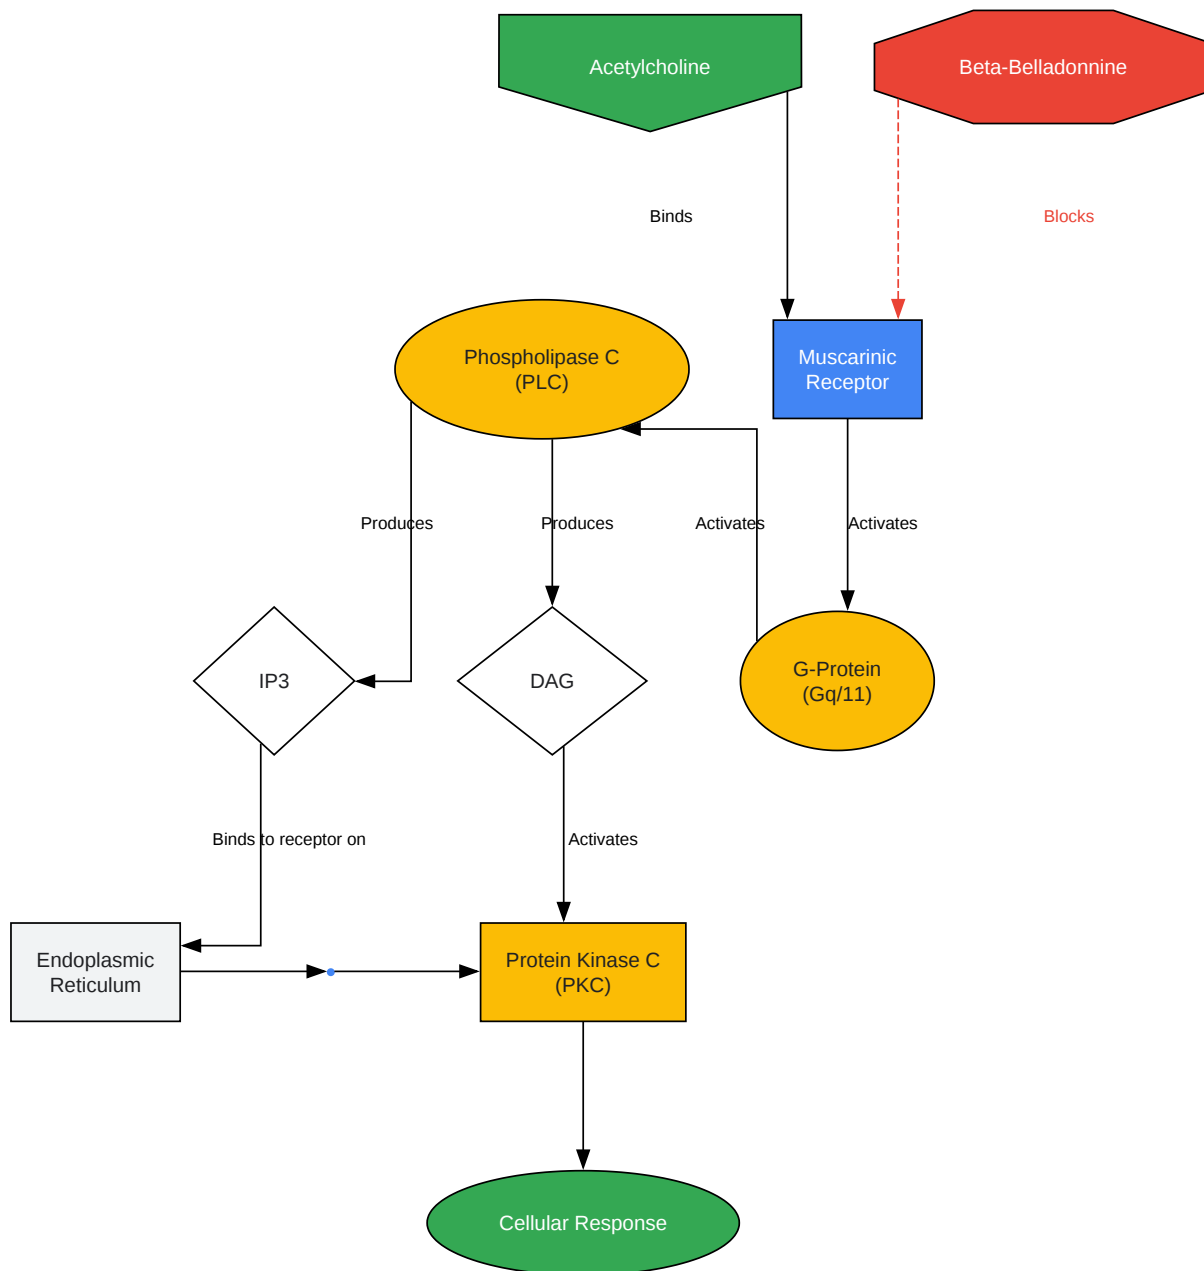 Acetylcholine
Beta-Belladonnine
Binds
Blocks
Phospholipase C
(PLC)
Muscarinic
Receptor
Produces
Produces
Activates
Activates
IP3
DAG
G-Protein
(Gq/11)
Binds to receptor on
Activates
Endoplasmic
Reticulum
Protein Kinase C
(PKC)
Cellular Response